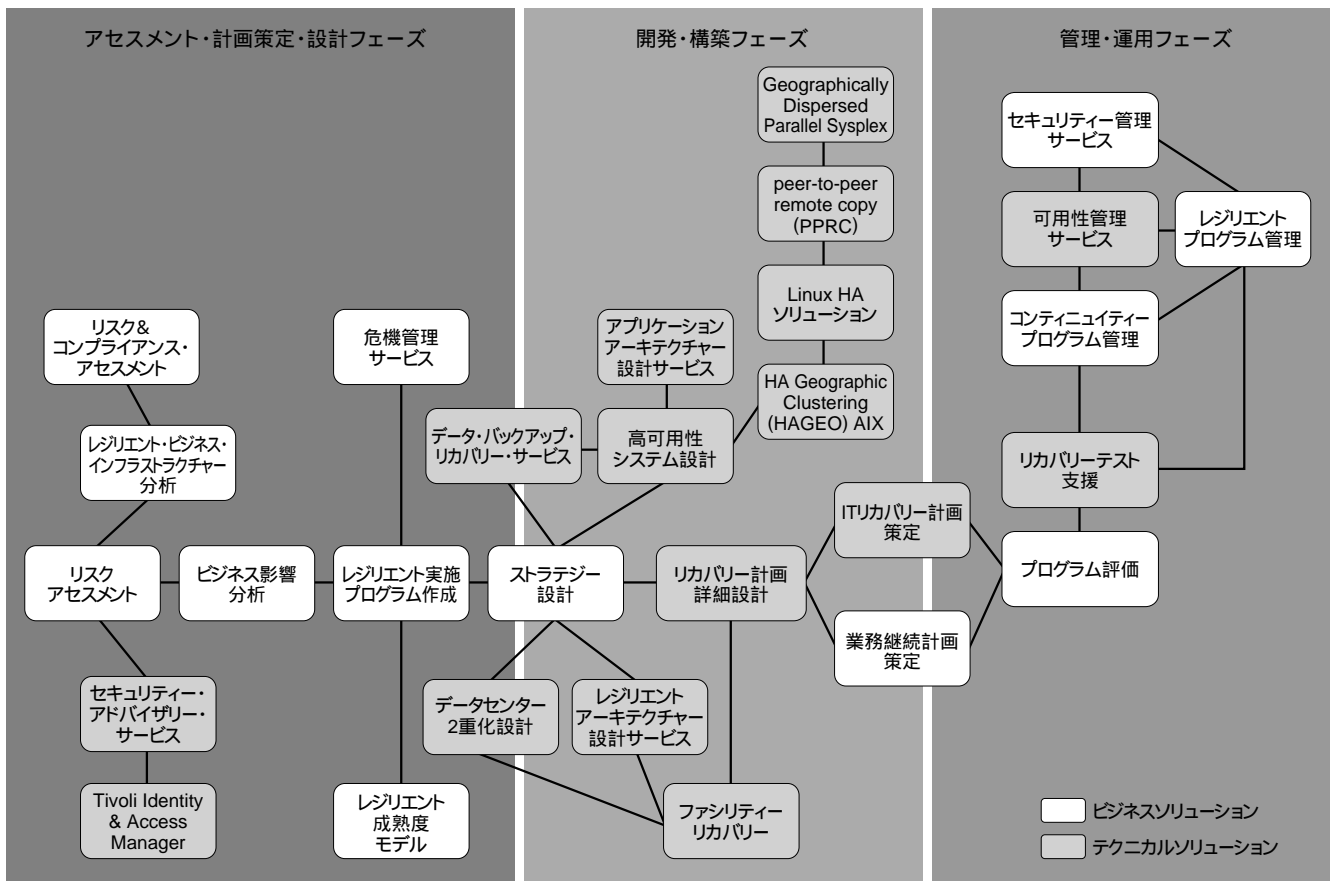 アセスメント・計画策定・設計フェーズ
リスク&
コンプライアンス・
アセスメント
レジリエント・ビジネス・
インフラストラクチャー
分析
リスク
アセスメント
ビジネス影響
分析
危機管理
サービス
レジリエント実施
プログラム作成
セキュリティー・
アドバイザリー・
サービス
Tivoli Identity
& Access
Manager
レジリエント
成熟度
モデル
開発・構築フェーズ
Geographically
Dispersed
Parallel Sysplex
peer-to-peer
remote copy
(PPRC)
Linux HA
ソリューション
HA Geographic
Clustering
(HAGEO) AIX
アプリケーション
アーキテクチャー
設計サービス
データ・バックアップ・
リカバリー・サービス
高可用性
システム設計
ストラテジー
設計
リカバリー計画
詳細設計
ITリカバリー計画
策定
業務継続計画
策定
データセンター
2重化設計
レジリエント
アーキテクチャー
設計サービス
ファシリティー
リカバリー
管理・運用フェーズ
セキュリティー管理
サービス
可用性管理
サービス
レジリエント
プログラム管理
コンティニュイティー
プログラム管理
リカバリーテスト
支援
プログラム評価
ビジネスソリューション
テクニカルソリューション